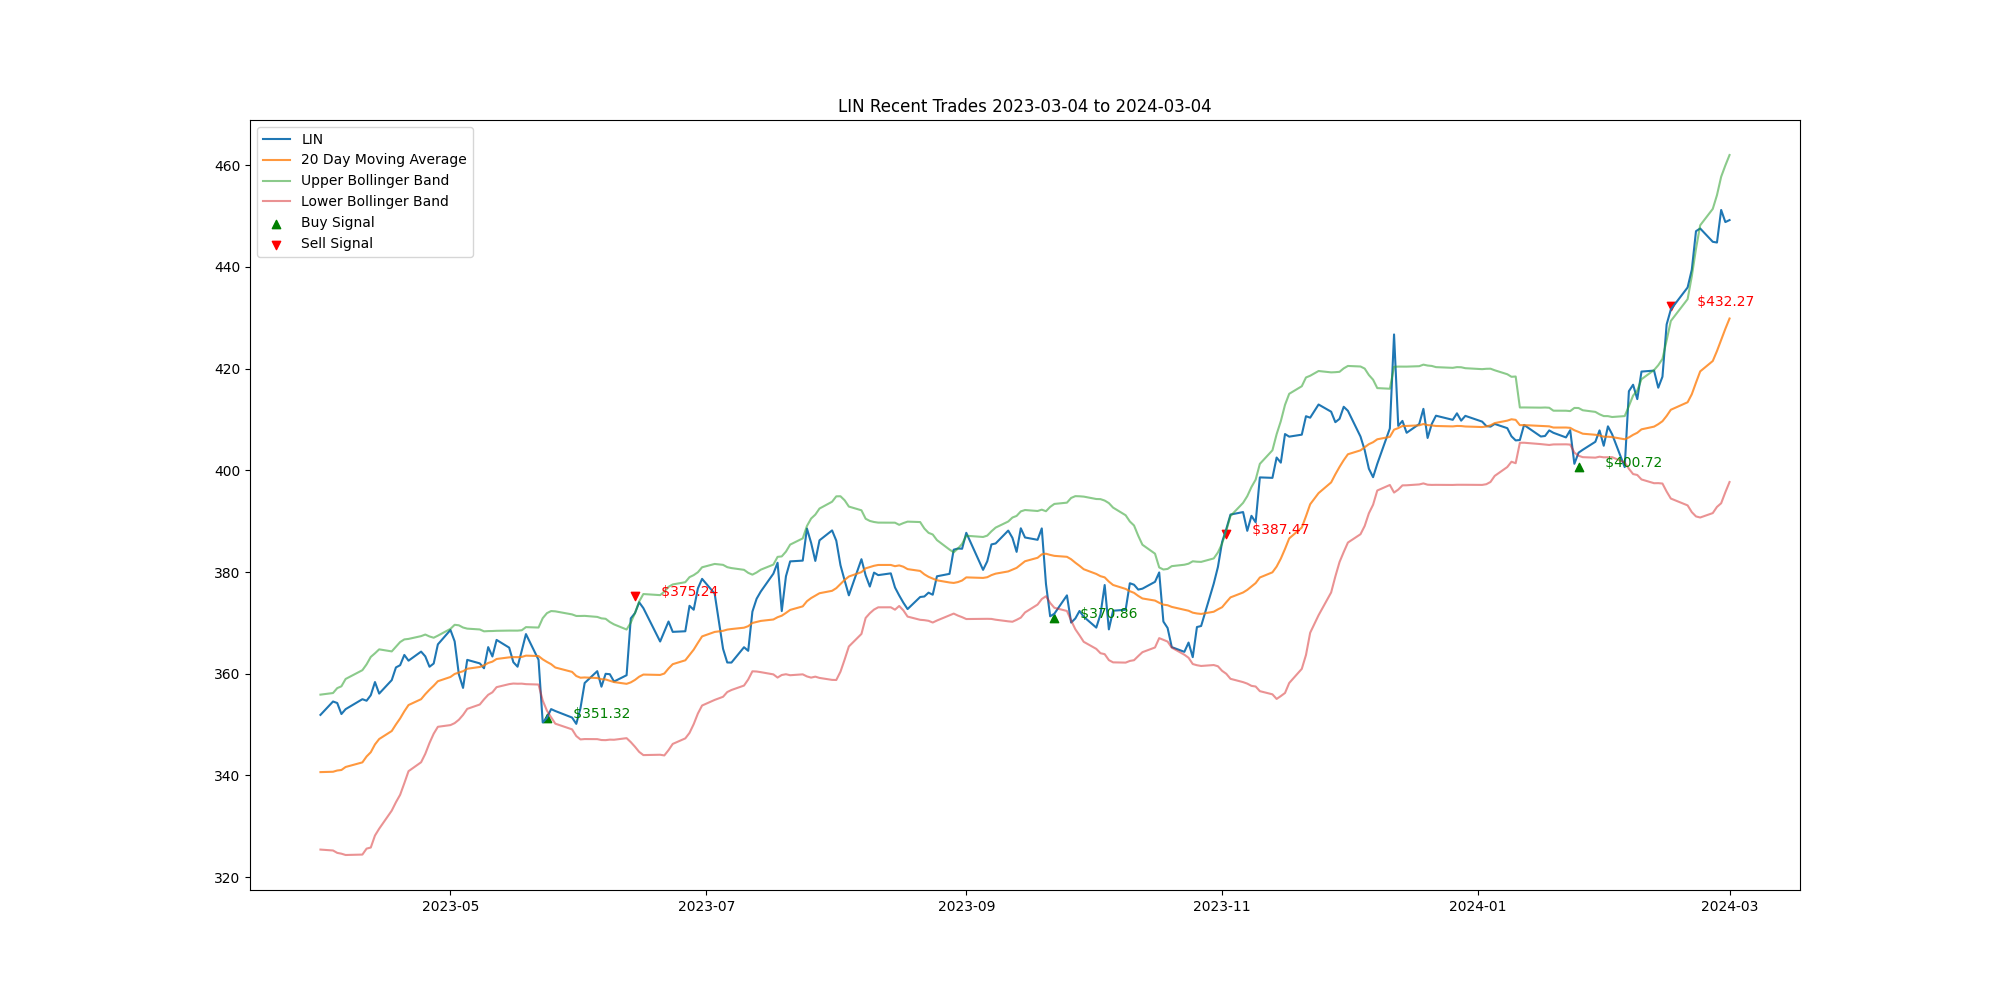 LIN Recent Trades 2023-03-04 to 2024-03-04
LIN
20 Day Moving Average
Upper Bollinger Band
Lower Bollinger Band
Buy Signal
Sell Signal
460
440
420
400
380
360
340
320
$432.27
$400.72
$387.47
$375.24
$370.86
$351.32
2023-05
2023-07
2023-09
2023-11
2024-01
2024-03